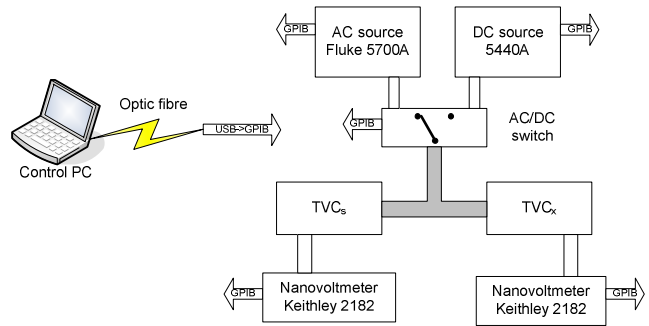 GPIB
AC source
Fluke 5700A
DC source
5440A
GPIB
Optic fibre
USB->GPIB
GPIB
AC/DC
switch
Control PC
TVCs
TVCx
GPIB
Nanovoltmeter
Keithley 2182
Nanovoltmeter
Keithley 2182
GPIB